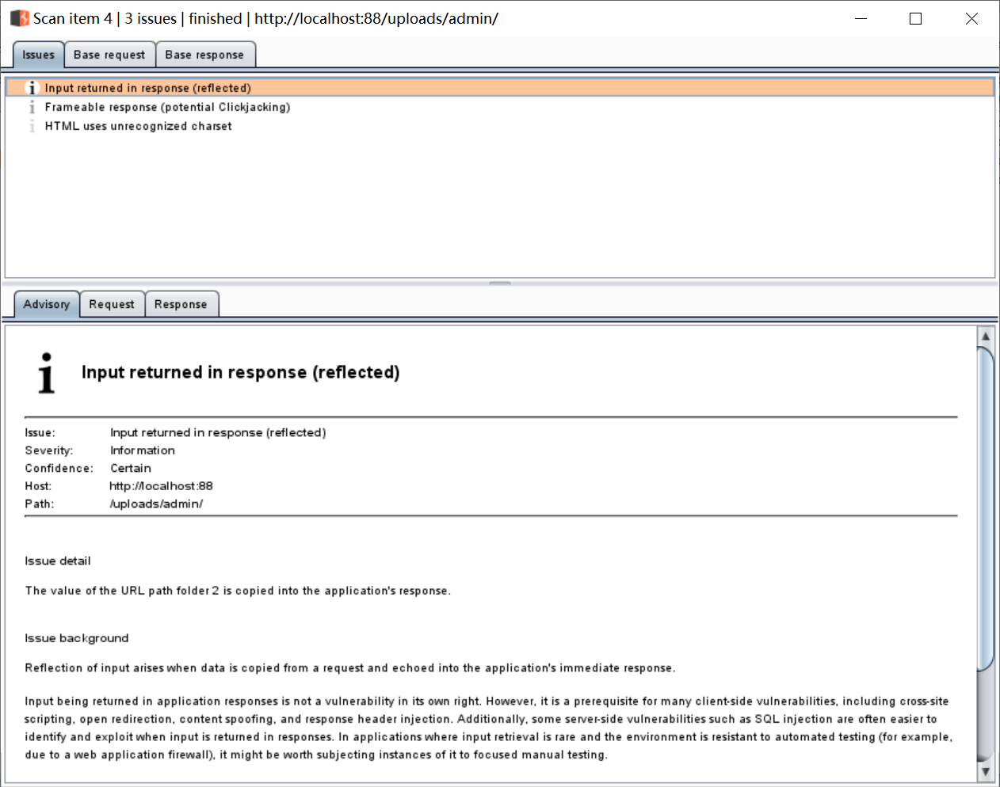 Scan item 4 | 3 issues | finished | http://localhost:88/uploads/admin/
Issues Base request Base response
Input returned in response (reflected)
Frameable response (potential Clickjacking)
HTML uses unrecognized charset
Advisory Request Response
Input returned in response (reflected)
Issue: Input returned in response (reflected)
Severity: Information
Confidence: Certain
Host: http://localhost:88
Path: /uploads/admin/
Issue detail
The value of the URL path folder 2 is copied into the application's response.
Issue background
Reflection of input arises when data is copied from a request and echoed into the application's immediate response.
Input being returned in application responses is not a vulnerability in its own right. However, it is a prerequisite for many client-side vulnerabilities, including cross-site
scripting, open redirection, content spoofing, and response header injection. Additionally, some server-side vulnerabilities such as SQL injection are often easier to
identify and exploit when input is returned in responses. In applications where input retrieval is rare and the environment is resistant to automated testing (for example,
due to a web application firewall), it might be worth subjecting instances of it to focused manual testing.